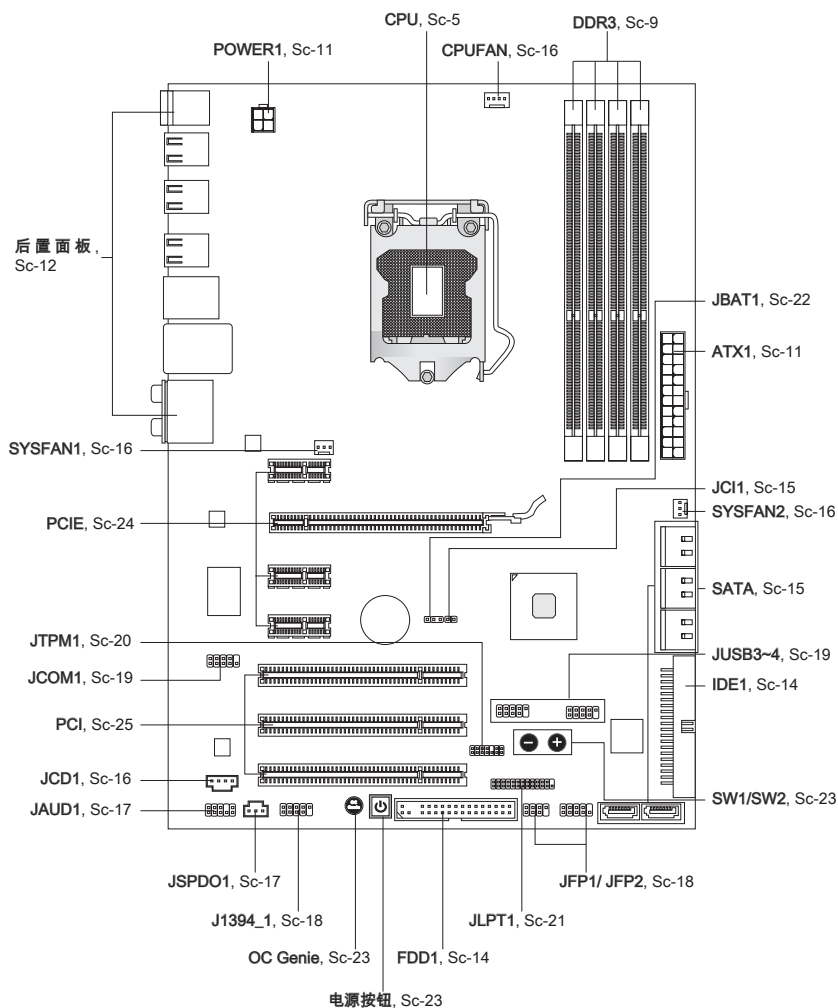 CPU, Sc-5
DDR3, Sc-9
POWER1, Sc-11
CPUFAN, Sc-16
后置面板,
Sc-12
JBAT1, Sc-22
ATX1, Sc-11
SYSFAN1, Sc-16
JCI1, Sc-15
SYSFAN2, Sc-16
PCIE, Sc-24
SATA, Sc-15
JTPM1, Sc-20
JUSB3~4, Sc-19
JCOM1, Sc-19
IDE1, Sc-14
PCI, Sc-25
JCD1, Sc-16
SW1/SW2, Sc-23
JAUD1, Sc-17
JSPDO1, Sc-17
JFP1/ JFP2, Sc-18
J1394_1, Sc-18
JLPT1, Sc-21
OC Genie, Sc-23
FDD1, Sc-14
电源按钮, Sc-23